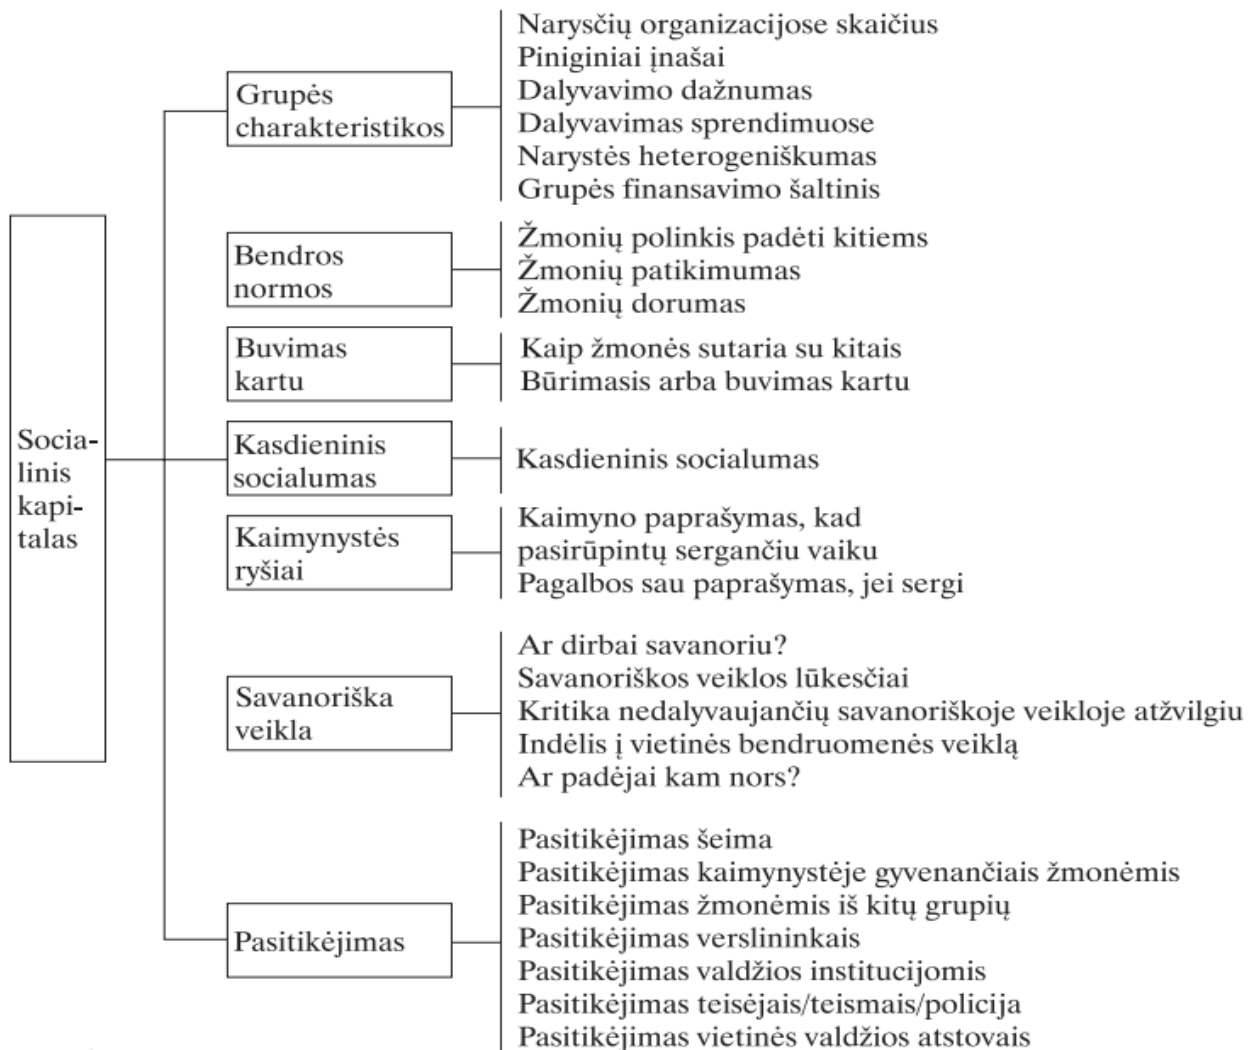 Socia-
linis
kapi-
talas
Grupės
charakteristikos
Narysčių organizacijose skaičius
Piniginiai įnašai
Dalyvavimo dažnumas
Dalyvavimas sprendimuose
Narystės heterogeniškumas
Grupės finansavimo šaltinis
Bendros
normos
Žmonių polinkis padėti kitiems
Žmonių patikimumas
Žmonių dorumas
Buvimas
kartu
Kaip žmonės sutaria su kitais
Būrimasis arba buvimas kartu
Kasdieninis
socialumas
Kasdieninis socialumas
Kaimynystės
ryšiai
Kaimyno paprašymas, kad
pasirūpintų sergančiu vaiku
Pagalbos sau paprašymas, jei sergi
Savanoriška
veikla
Ar dirbai savanoriu?
Savanoriškos veiklos lūkesčiai
Kritika nedalyvaujančių savanoriškoje veikloje atžvilgiu
Indėlis į vietinės bendruomenės veiklą
Ar padėjai kam nors?
Pasitikėjimas
Pasitikėjimas šeima
Pasitikėjimas kaimynystėje gyvenančiais žmonėmis
Pasitikėjimas žmonėmis iš kitų grupių
Pasitikėjimas verslininkais
Pasitikėjimas valdžios institucijomis
Pasitikėjimas teisėjais/teismais/policija
Pasitikėjimas vietinės valdžios atstovais